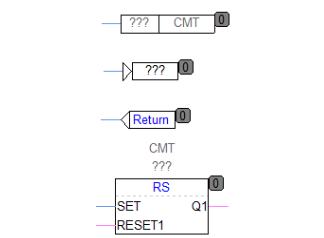 ??? CMT 0
??? 0
Return 0
CMT
???
RS 0
SET Q1
RESET1